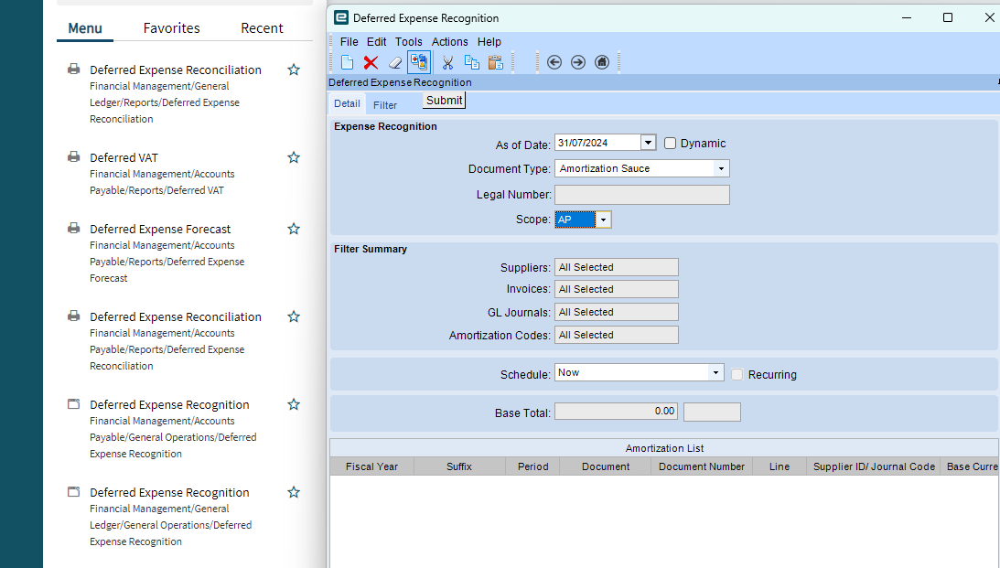 Menu Favorites Recent
Deferred Expense Reconciliation
Financial Management/General
Ledger/Reports/Deferred Expense
Reconciliation
Deferred VAT
Financial Management/Accounts
Payable/Reports/Deferred VAT
Deferred Expense Forecast
Financial Management/Accounts
Payable/Reports/Deferred Expense
Forecast
Deferred Expense Reconciliation
Financial Management/Accounts
Payable/Reports/Deferred Expense
Reconciliation
Deferred Expense Recognition
Financial Management/Accounts
Payable/General Operations/Deferred
Expense Recognition
Deferred Expense Recognition
Financial Management/General
Ledger/General Operations/Deferred
Expense Recognition
Deferred Expense Recognition
File Edit Tools Actions Help
Deferred Expense Recognition
Detail Filter Submit
Expense Recognition
As of Date: 31/07/2024 Dynamic
Document Type: Amortization Sauce
Legal Number:
Scope: AP
Filter Summary
Suppliers: All Selected
Invoices: All Selected
GL Journals: All Selected
Amortization Codes: All Selected
Schedule: Now Recurring
Base Total: 0.00
Amortization List
Fiscal Year Suffix Period Document Document Number Line Supplier ID/ Journal Code Base Curre